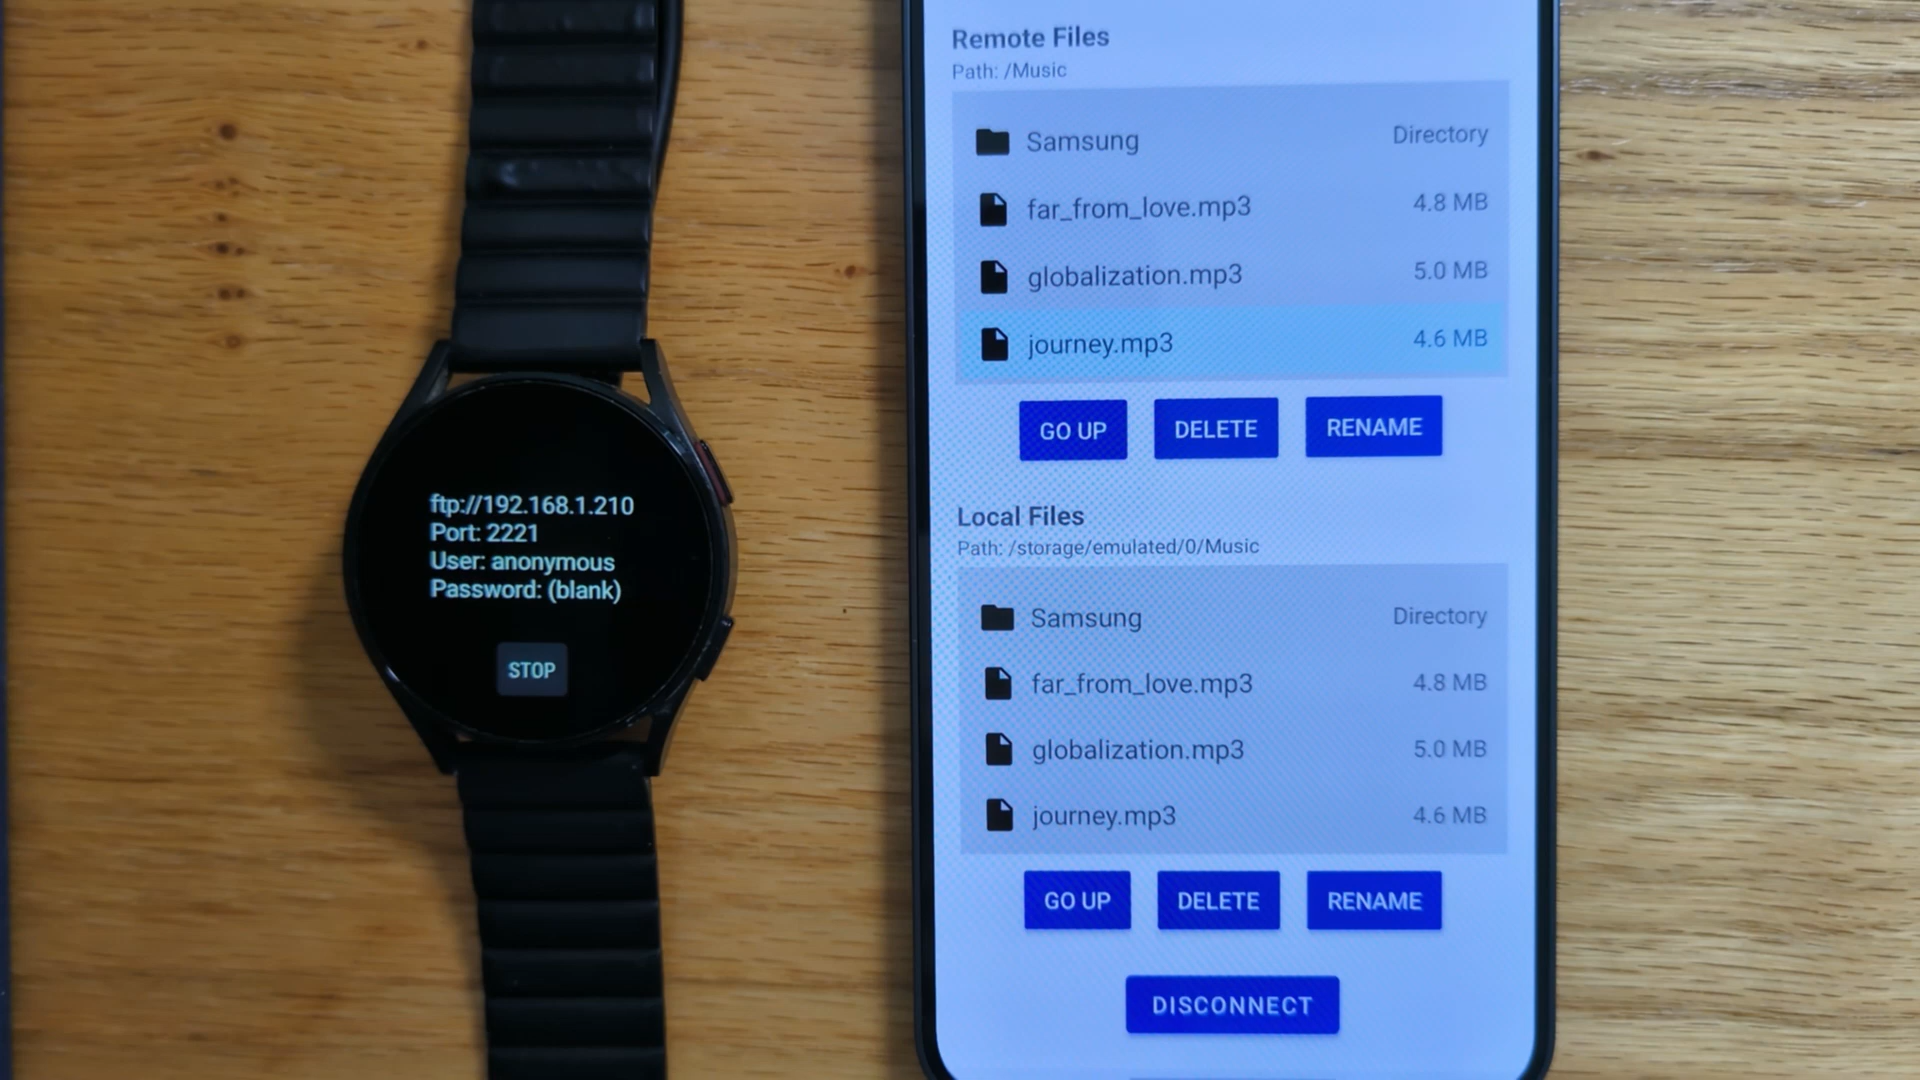 ftp://192.168.1.210
Port: 2221
User: anonymous
Password: (blank)
STOP
Remote Files
Path: /Music
Samsung Directory
far_from_love.mp3 4.8 MB
globalization.mp3 5.0 MB
journey.mp3 4.6 MB
GO UP DELETE RENAME
Local Files
Path: /storage/emulated/0/Music
Samsung Directory
far_from_love.mp3 4.8 MB
globalization.mp3 5.0 MB
journey.mp3 4.6 MB
GO UP DELETE RENAME
DISCONNECT